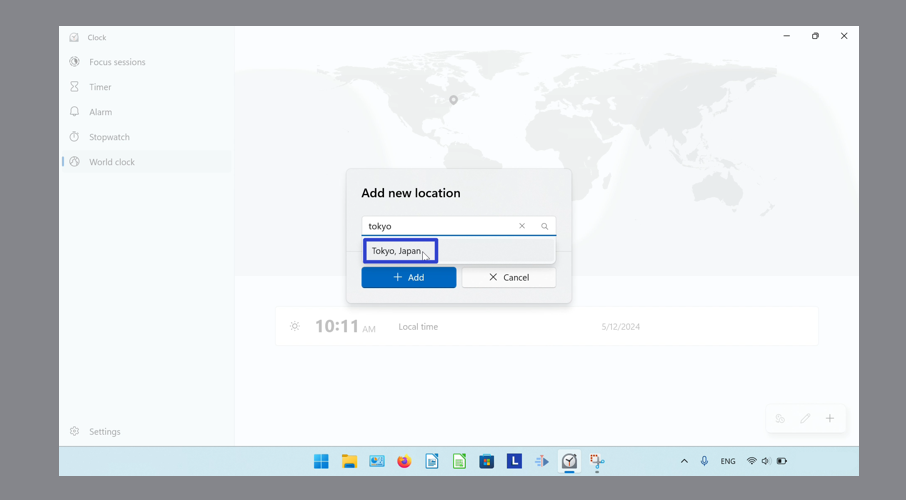 Clock
Focus sessions
Timer
Alarm
Stopwatch
World clock
Add new location
tokyo
Tokyo, Japan
Add
Cancel
10:11 AM Local time 5/12/2024
Settings
L
ENG